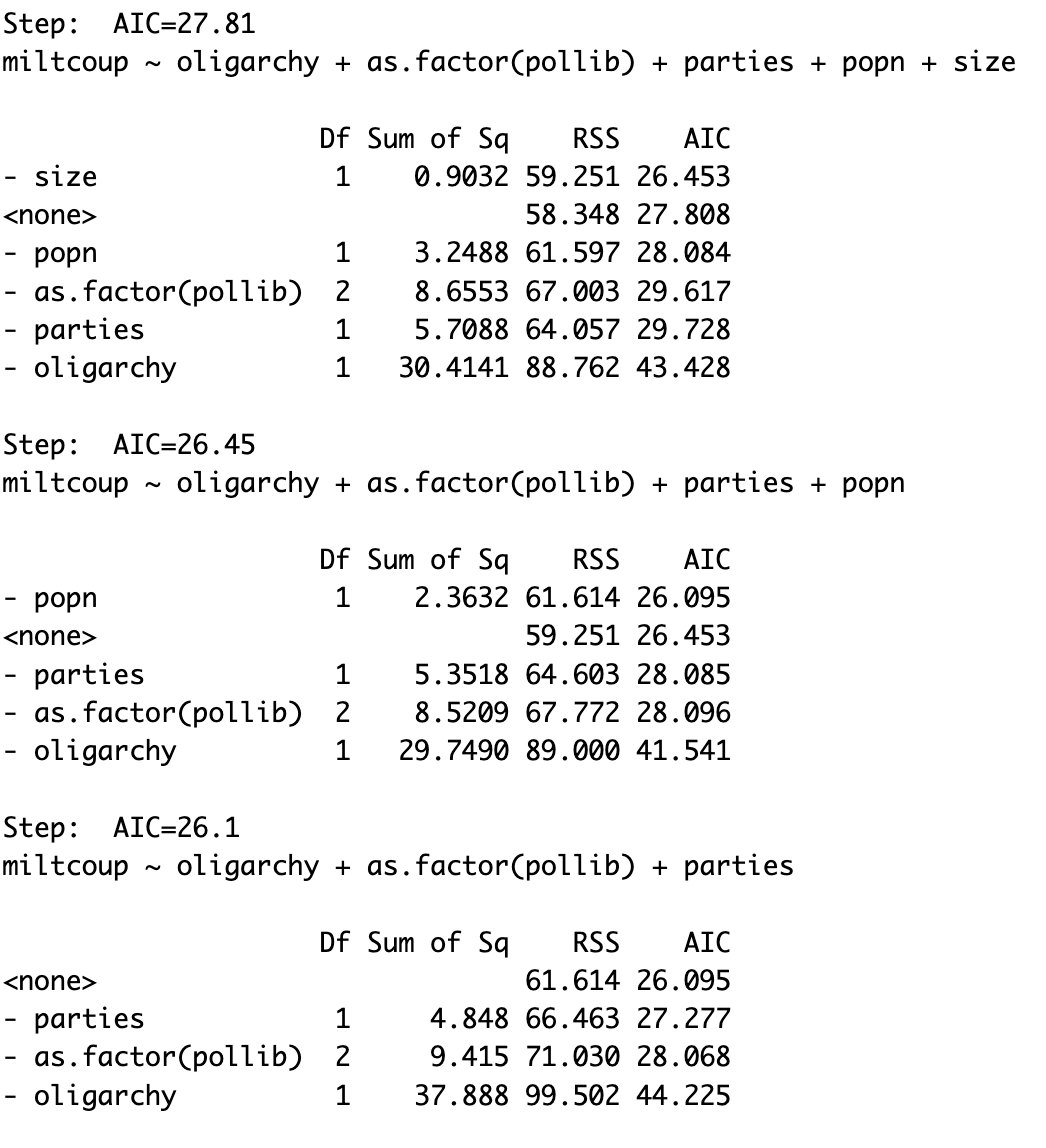 Step:  AIC=27.81
miltcoup ~ oligarchy + as.factor(pollib) + parties + popn + size

                    Df Sum of Sq    RSS    AIC
- size               1    0.9032 59.251 26.453
<none>                           58.348 27.808
- popn               1    3.2488 61.597 28.084
- as.factor(pollib)  2    8.6553 67.003 29.617
- parties            1    5.7088 64.057 29.728
- oligarchy          1   30.4141 88.762 43.428

Step:  AIC=26.45
miltcoup ~ oligarchy + as.factor(pollib) + parties + popn

                    Df Sum of Sq    RSS    AIC
- popn               1    2.3632 61.614 26.095
<none>                           59.251 26.453
- parties            1    5.3518 64.603 28.085
- as.factor(pollib)  2    8.5209 67.772 28.096
- oligarchy          1   29.7490 89.000 41.541

Step:  AIC=26.1
miltcoup ~ oligarchy + as.factor(pollib) + parties

                    Df Sum of Sq    RSS    AIC
<none>                           61.614 26.095
- parties            1     4.848 66.463 27.277
- as.factor(pollib)  2     9.415 71.030 28.068
- oligarchy          1    37.888 99.502 44.225